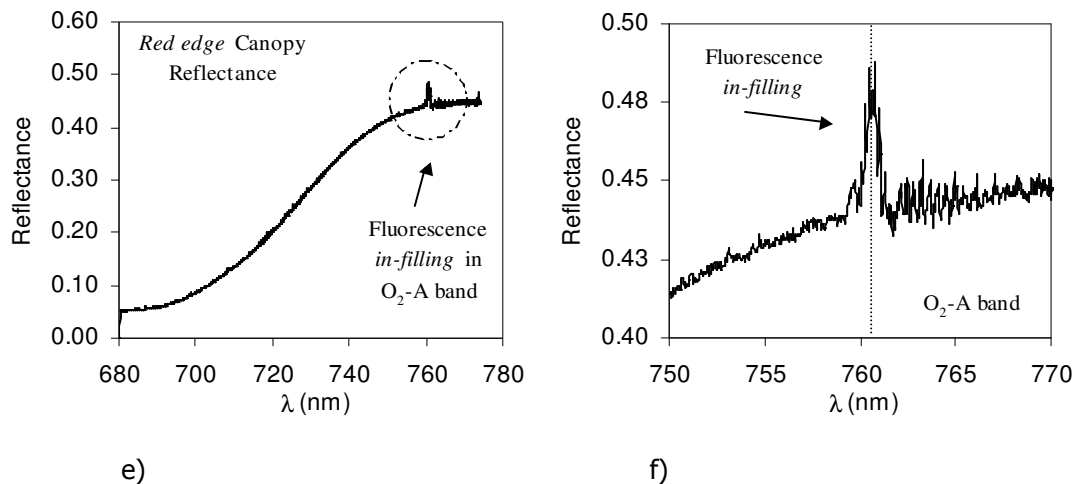 0.60
0.50
0.40
0.30
0.20
0.10
0.00
Reflectance
Red edge Canopy
Reflectance
Fluorescence
in-filling in
O₂-A band
680 700 720 740 760 780
λ (nm)
e)
0.50
0.48
0.45
0.43
0.40
Reflectance
Fluorescence
in-filling
O₂-A band
750 755 760 765 770
λ (nm)
f)